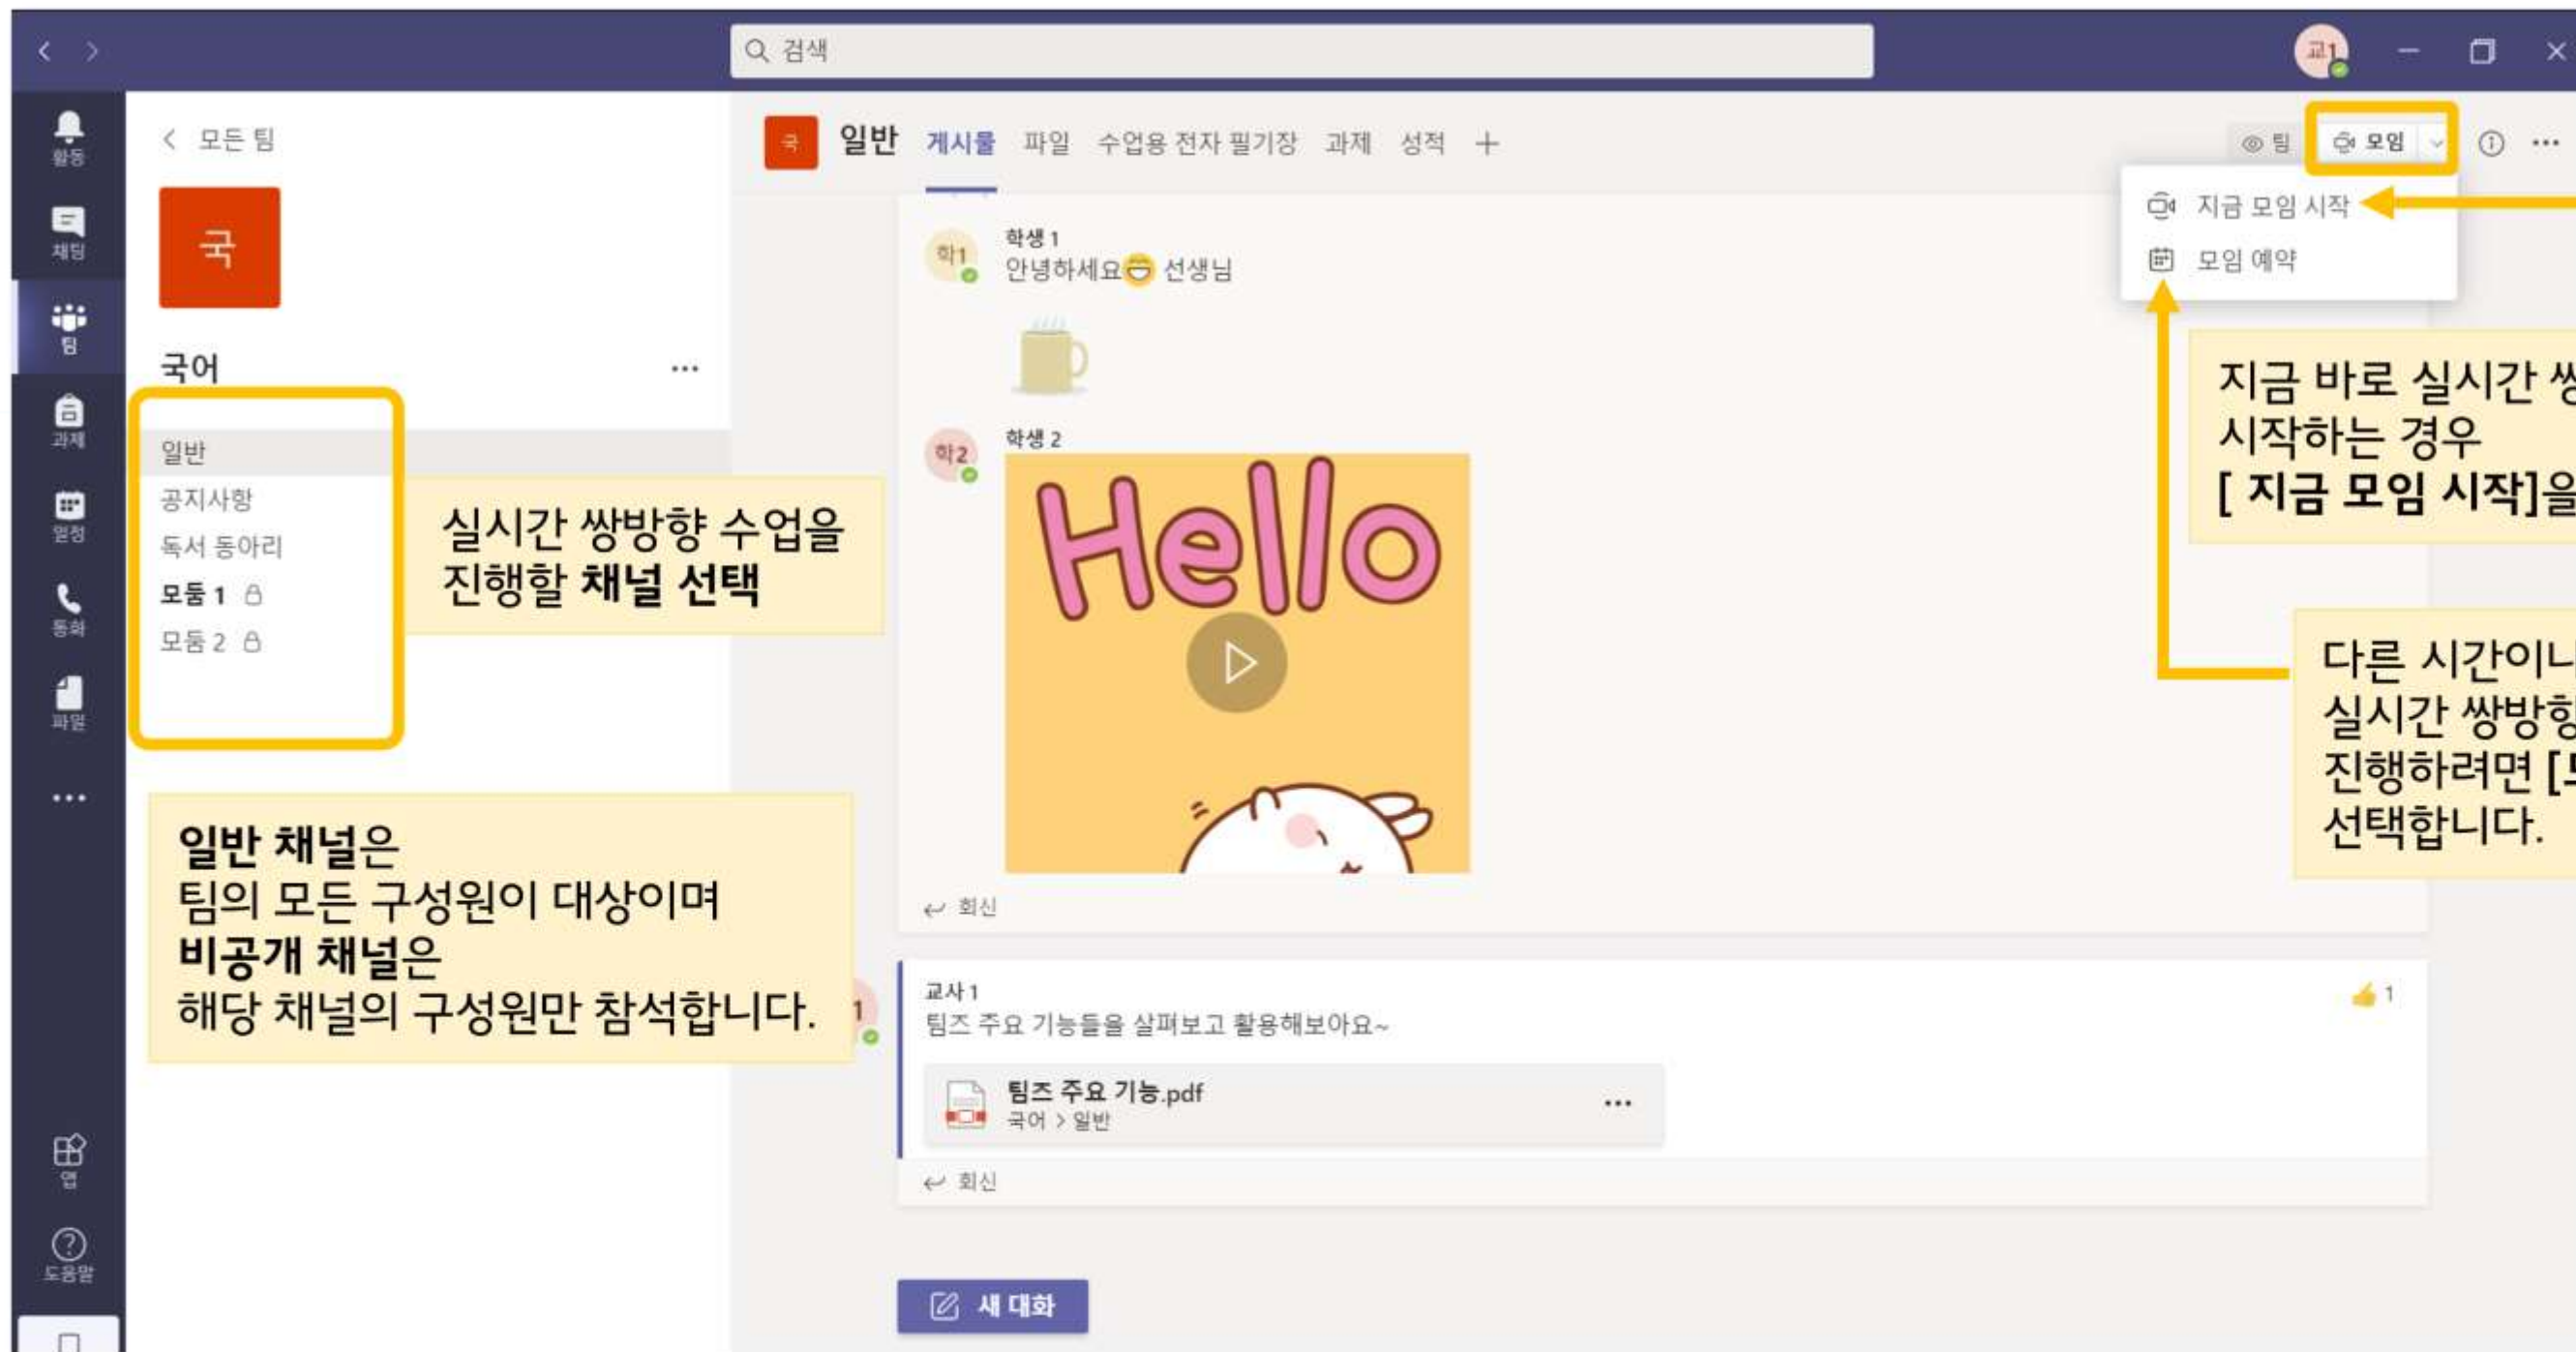 검색
교1
활동
채팅
팀
과제
일정
통화
파일
앱
도움말
모든 팀
국
국어
일반
공지사항
독서 동아리
모둠 1
모둠 2
실시간 쌍방향 수업을
진행할 채널 선택
일반 채널은
팀의 모든 구성원이 대상이며
비공개 채널은
해당 채널의 구성원만 참석합니다.
국 일반 게시물 파일 수업용 전자 필기장 과제 성적
팀 모임
지금 모임 시작
모임 예약
학1
학생 1
안녕하세요😁 선생님
학2
학생 2
Hello
회신
1
교사 1
1
팀즈 주요 기능들을 살펴보고 활용해보아요~
팀즈 주요 기능.pdf
국어 > 일반
회신
새 대화
지금 바로 실시간
시작하는 경우
[ 지금 모임 시작]을
다른 시간이나
실시간 쌍방향
진행하려면
선택합니다.